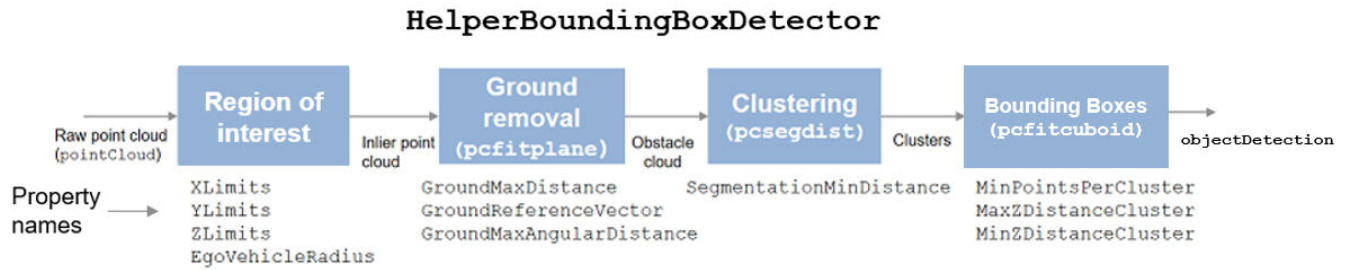 HelperBoundingBoxDetector
Raw point cloud
(pointCloud)
Region of
interest
Inlier point
cloud
Ground
removal
(pcfitplane)
Obstacle
cloud
Clustering
(pcsegdist)
Clusters
Bounding Boxes
(pcfitcuboid)
objectDetection
Property
names
XLimits
YLimits
ZLimits
EgoVehicleRadius
GroundMaxDistance
GroundReferenceVector
GroundMaxAngularDistance
SegmentationMinDistance
MinPointsPerCluster
MaxZDistanceCluster
MinZDistanceCluster